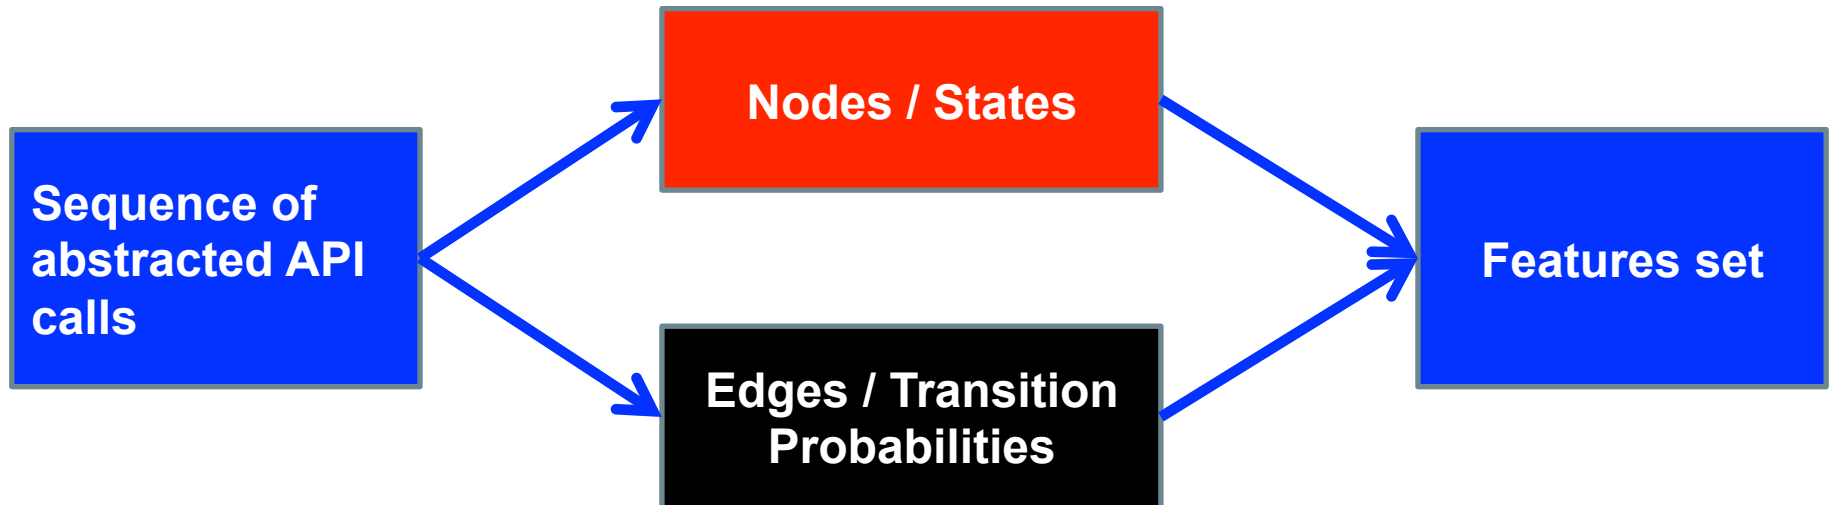 Sequence of
abstracted API
calls
Nodes / States
Edges / Transition
Probabilities
Features set